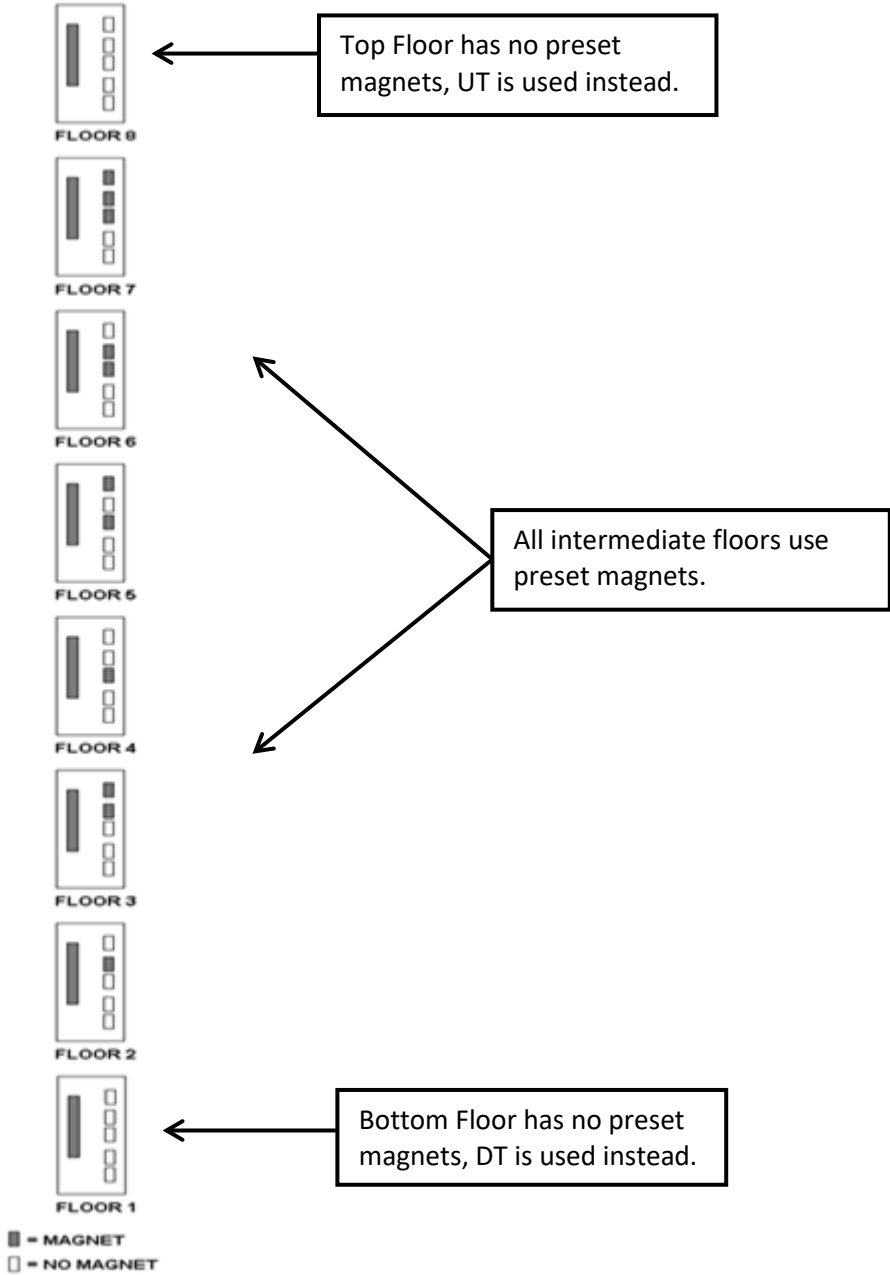 Top Floor has no preset
magnets, UT is used instead.
FLOOR 8
FLOOR 7
FLOOR 6
All intermediate floors use
preset magnets.
FLOOR 5
FLOOR 4
FLOOR 3
FLOOR 2
Bottom Floor has no preset
magnets, DT is used instead.
FLOOR 1
= MAGNET
= NO MAGNET